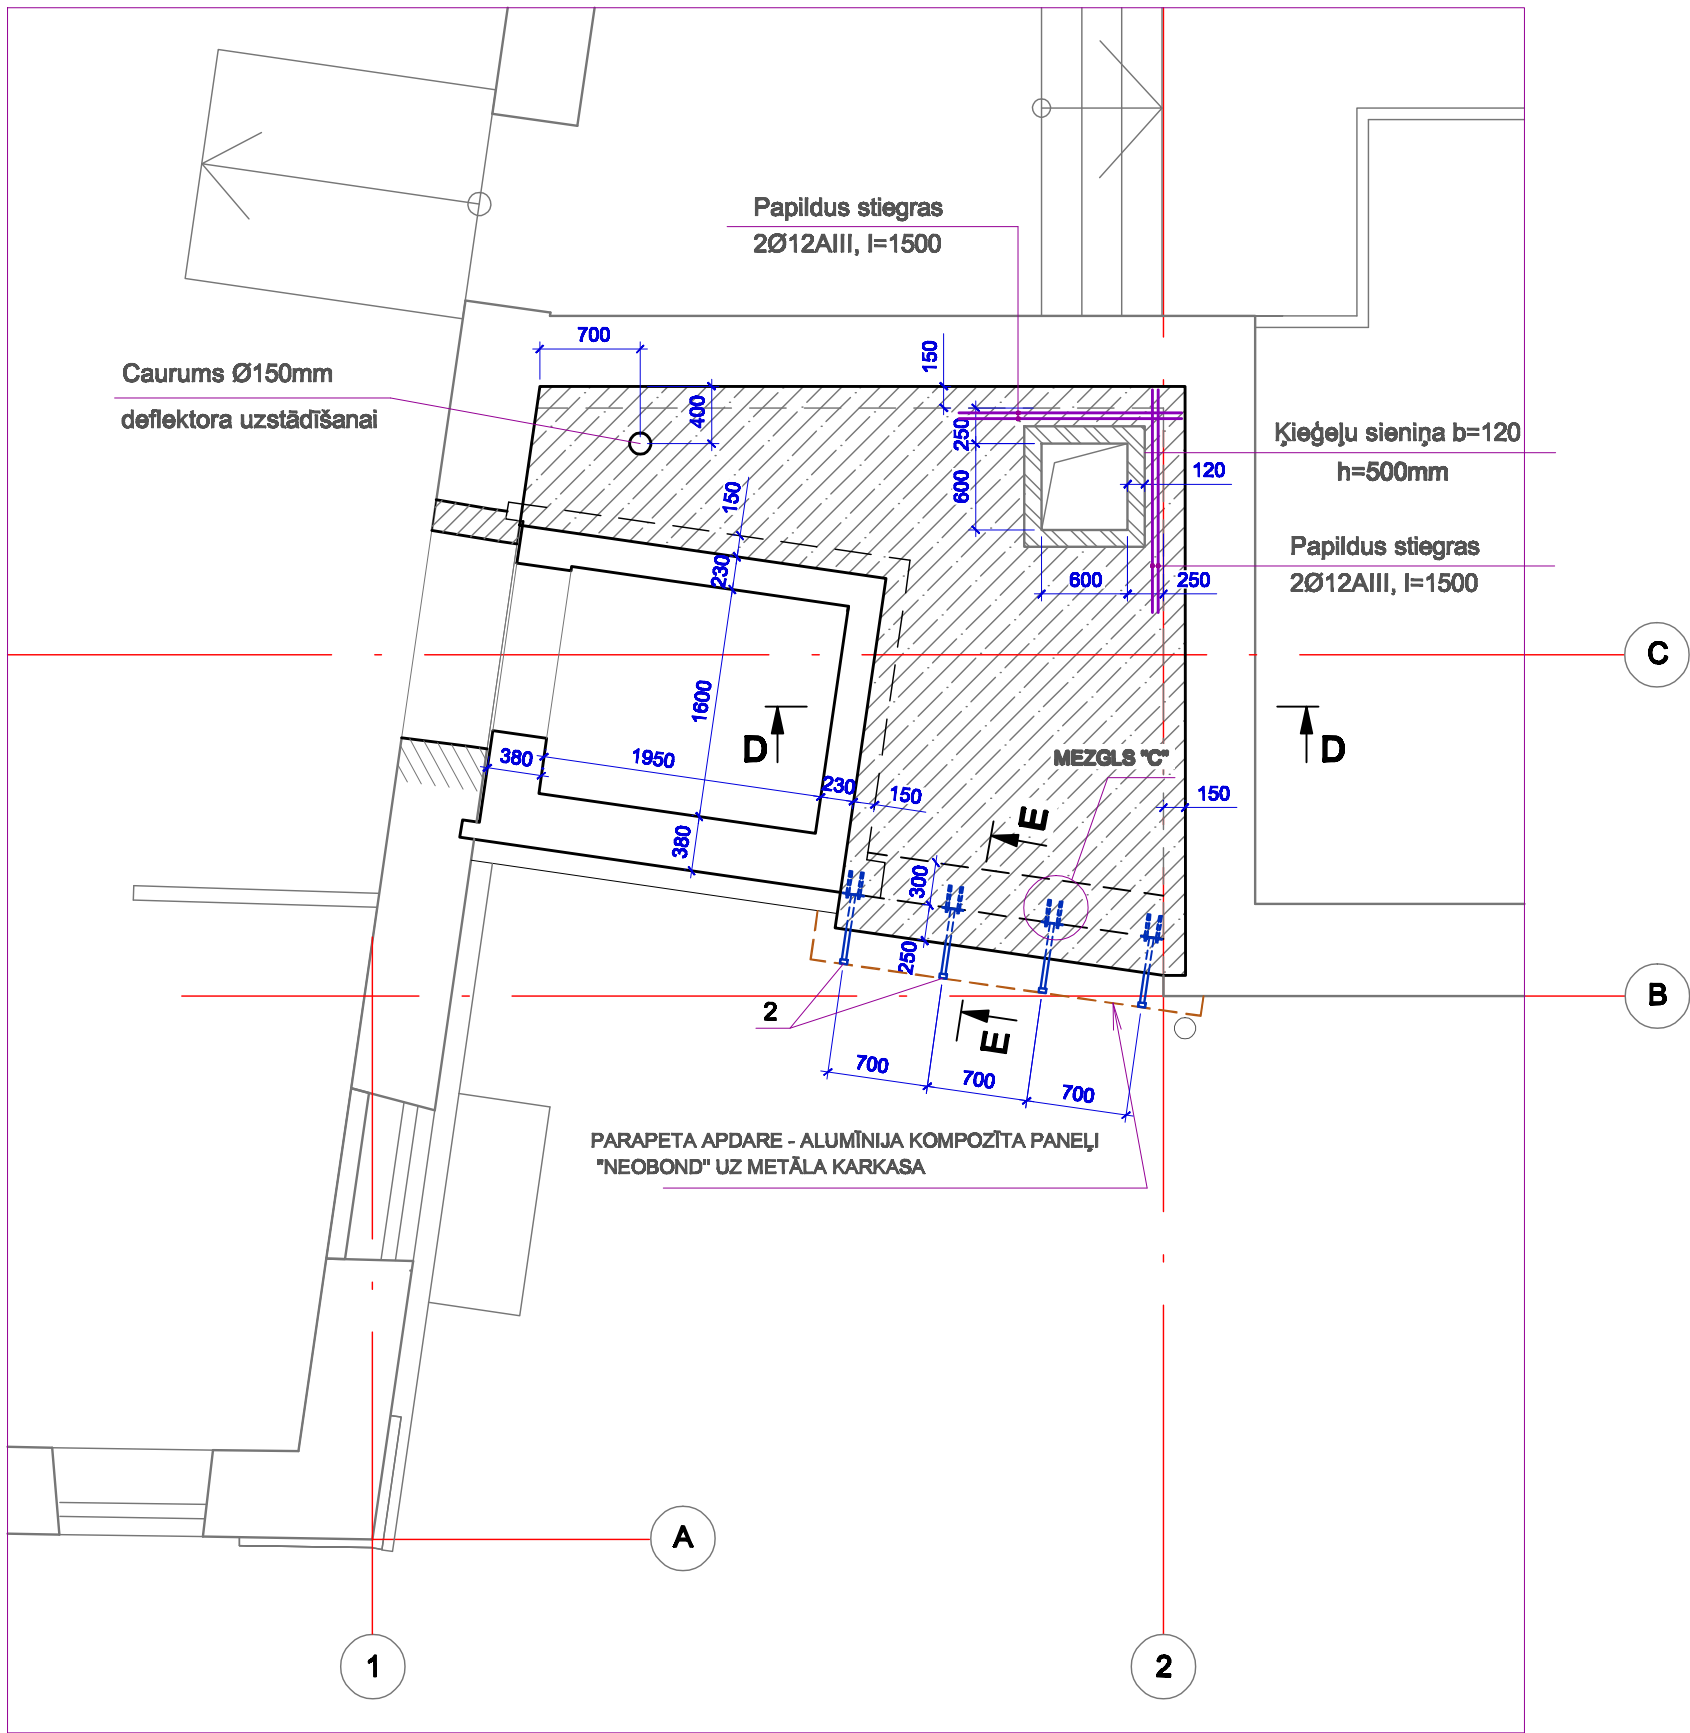 Papildus stiegras
2Ø12AIII, l=1500
700
150
Caurums Ø150mm
deflektora uzstādīšanai
400
250
Ķieģeļu sieniņa b=120
h=500mm
120
600
150
Papildus stiegras
2Ø12AIII, l=1500
230
600
250
C
1600
D
D
MEZGLS "C"
380
1950
230
150
150
E
380
300
250
B
2
E
700
700
700
PARAPETA APDARE - ALUMĪNIJA KOMPOZĪTA PANEĻI
"NEOBOND" UZ METĀLA KARKASA
A
1
2